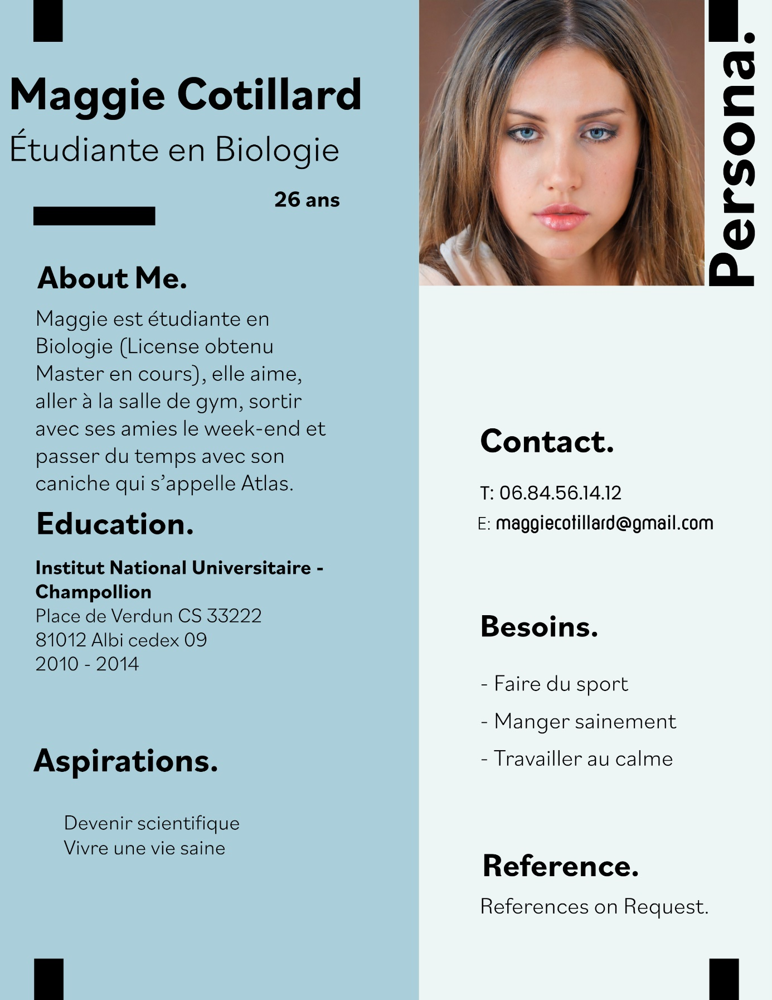 Maggie Cotillard
Étudiante en Biologie
26 ans
About Me.
Maggie est étudiante en
Biologie (License obtenu
Master en cours), elle aime,
aller à la salle de gym, sortir
avec ses amies le week-end et
passer du temps avec son
caniche qui s’appelle Atlas.
Education.
Institut National Universitaire -
Champollion
Place de Verdun CS 33222
81012 Albi cedex 09
2010 - 2014
Aspirations.
Devenir scientifique
Vivre une vie saine
Persona.
Contact.
T: 06.84.56.14.12
E: maggiecotillard@gmail.com
Besoins.
- Faire du sport
- Manger sainement
- Travailler au calme
Reference.
References on Request.